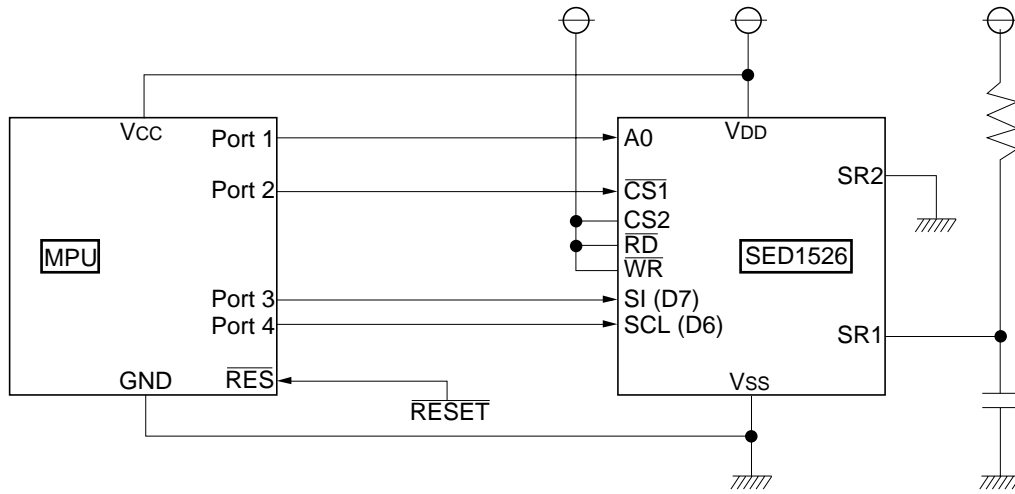 VCC
Port 1
Port 2
MPU
Port 3
Port 4
GND
RES
RESET
VDD
A0
CS1
CS2
RD
WR
SI (D7)
SCL (D6)
SR2
SED1526
SR1
VSS